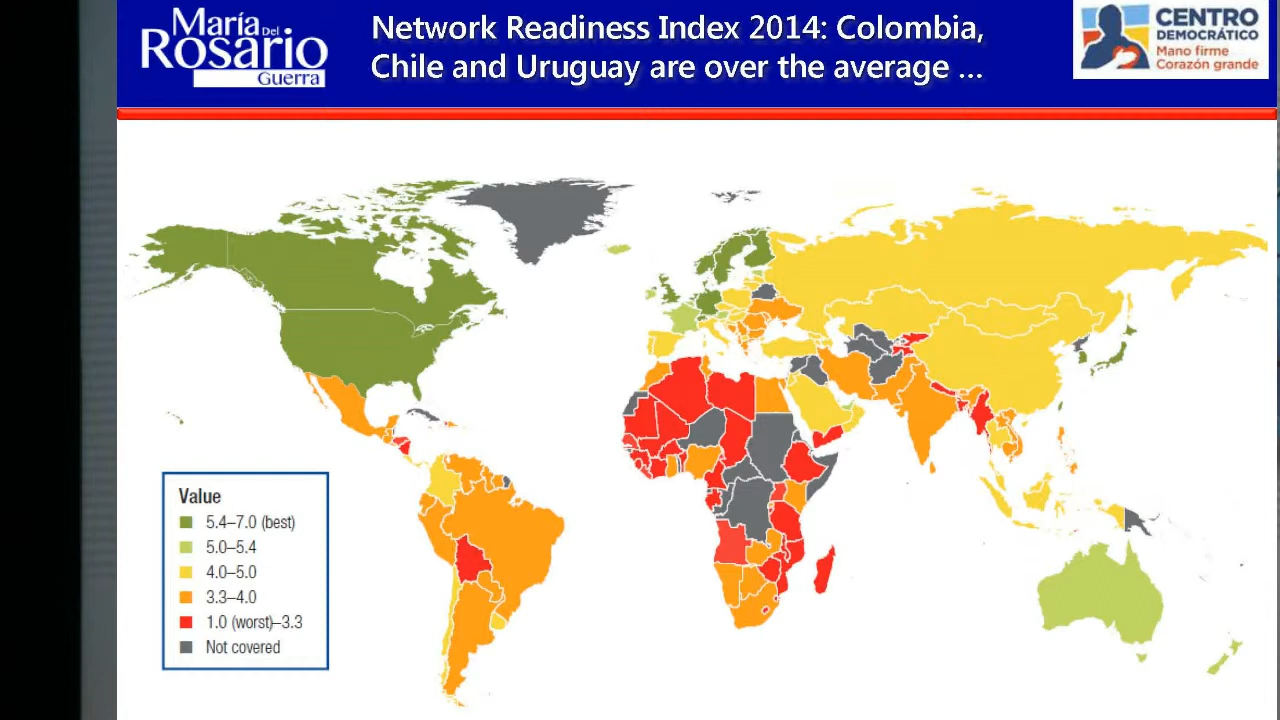 María Del
Rosario
Guerra
Network Readiness Index 2014: Colombia,
Chile and Uruguay are over the average ...
CENTRO
DEMOCRÁTICO
Mano firme
Corazón grande
Value
5.4–7.0 (best)
5.0–5.4
4.0–5.0
3.3–4.0
1.0 (worst)–3.3
Not covered